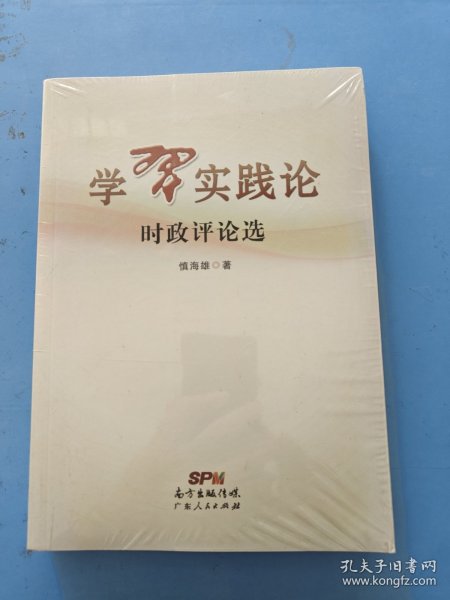 学習实践论
时政评论选
慎海雄◎著
SPM
南方出版传媒
广东人民出版社
孔夫子旧书网
www.kongfz.com